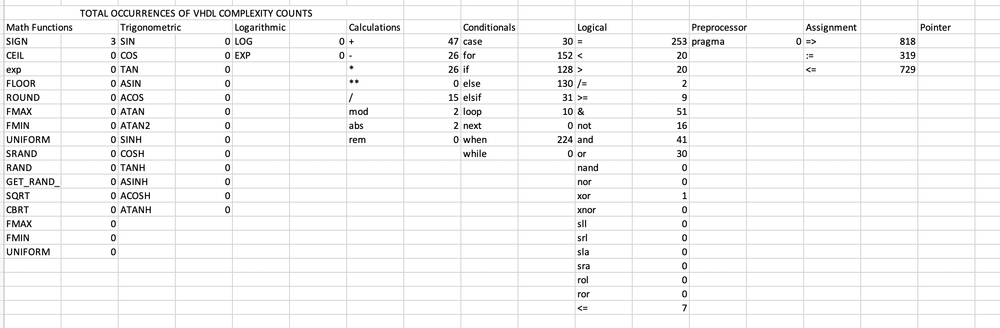 TOTAL OCCURRENCES OF VHDL COMPLEXITY COUNTS
Math Functions Trigonometric Logarithmic Calculations Conditionals Logical Preprocessor Assignment Pointer
SIGN 3 SIN 0 LOG 0 + 47 case 30 = 253 pragma 0 => 818
CEIL 0 COS 0 EXP 0 - 26 for 152 < 20 := 319
exp 0 TAN 0 * 26 if 128 > 20 <= 729
FLOOR 0 ASIN 0 ** 0 else 130 /= 2
ROUND 0 ACOS 0 / 15 elsif 31 >= 9
FMAX 0 ATAN 0 mod 2 loop 10 & 51
FMIN 0 ATAN2 0 abs 2 next 0 not 16
UNIFORM 0 SINH 0 rem 0 when 224 and 41
SRAND 0 COSH 0 while 0 or 30
RAND 0 TANH 0 nand 0
GET_RAND_ 0 ASINH 0 nor 0
SQRT 0 ACOSH 0 xor 1
CBRT 0 ATANH 0 xnor 0
FMAX 0 sll 0
FMIN 0 srl 0
UNIFORM 0 sla 0
sra 0
rol 0
ror 0
<= 7